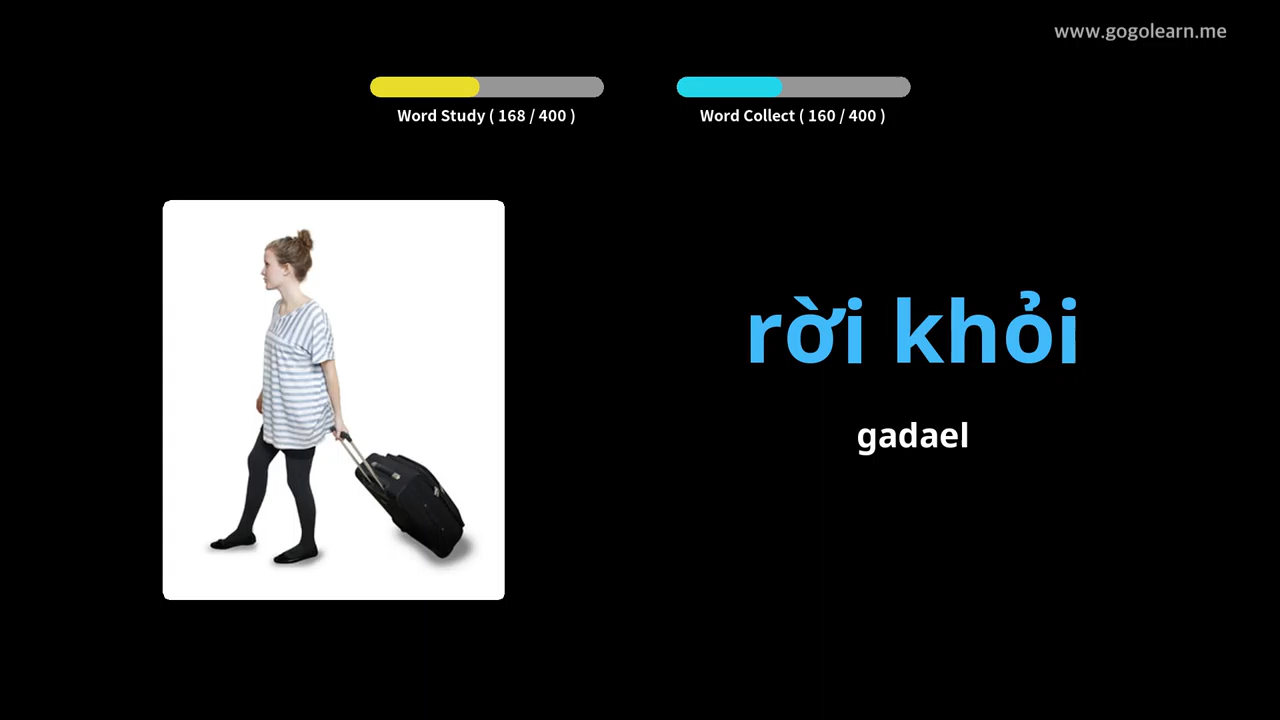 www.gogolearn.me
Word Study ( 168 / 400 )
Word Collect ( 160 / 400 )
rời khỏi
gadael